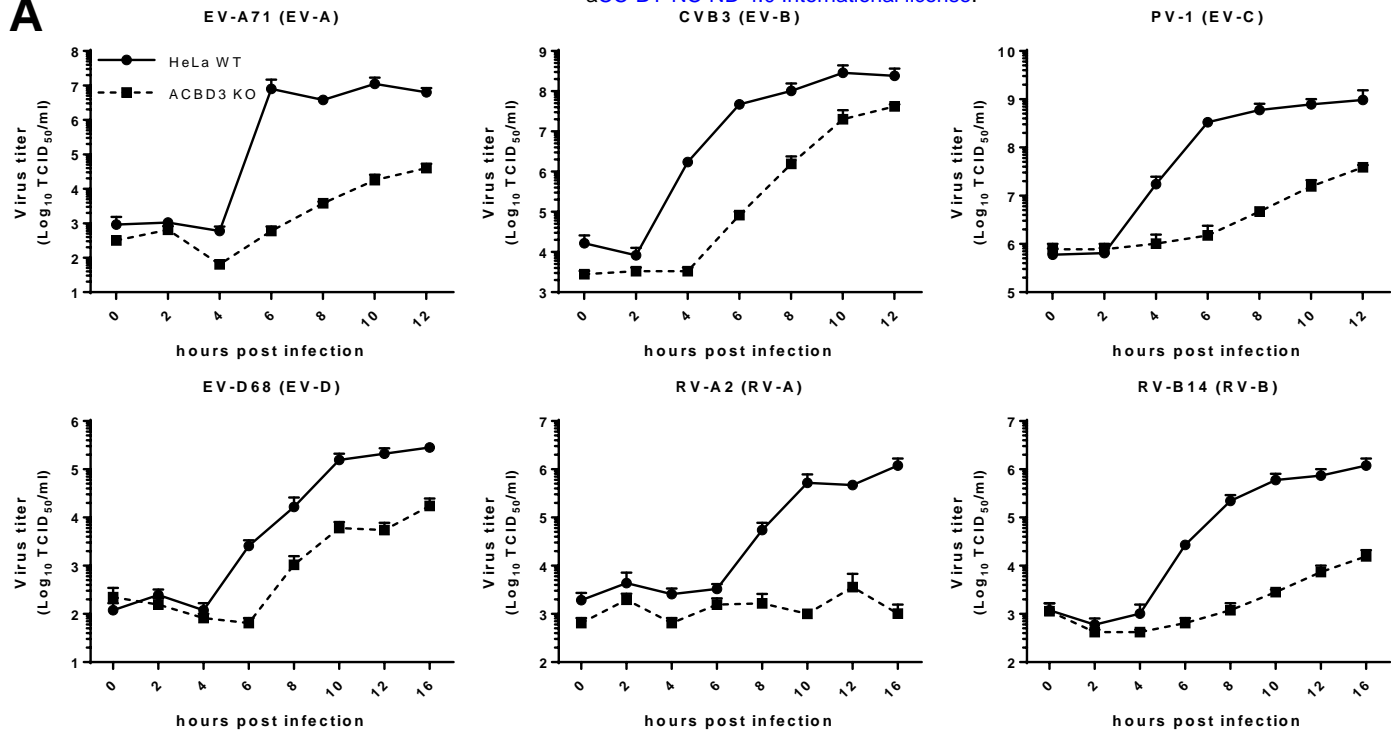 aCC-BY-NC-ND 4.0 International license.
A
EV-A71 (EV-A)
Virus titer
(Log10 TCID50/ml)
8
7
6
5
4
3
2
1
HeLa WT
ACBD3 KO
0 2 4 6 8 10 12
hours post infection
CVB3 (EV-B)
Virus titer
(Log10 TCID50/ml)
9
8
7
6
5
4
3
0 2 4 6 8 10 12
hours post infection
PV-1 (EV-C)
Virus titer
(Log10 TCID50/ml)
10
9
8
7
6
5
0 2 4 6 8 10 12
hours post infection
EV-D68 (EV-D)
Virus titer
(Log10 TCID50/ml)
6
5
4
3
2
1
0 2 4 6 8 10 12 16
hours post infection
RV-A2 (RV-A)
Virus titer
(Log10 TCID50/ml)
7
6
5
4
3
2
0 2 4 6 8 10 12 16
hours post infection
RV-B14 (RV-B)
Virus titer
(Log10 TCID50/ml)
7
6
5
4
3
2
0 2 4 6 8 10 12 16
hours post infection